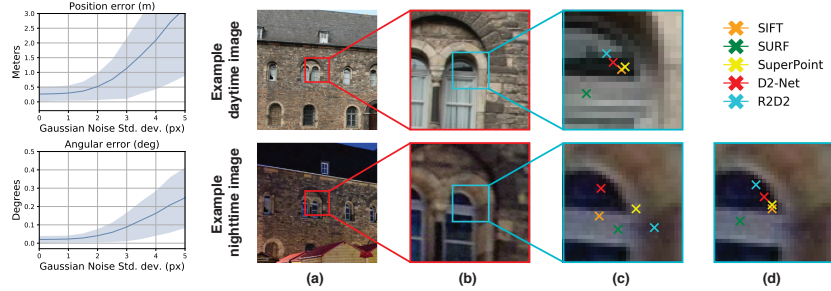 Position error (m)
3.0
2.5
2.0
1.5
1.0
0.5
0.0
Meters
0 1 2 3 4 5
Gaussian Noise Std. dev. (px)
Angular error (deg)
0.5
0.4
0.3
0.2
0.1
0.0
Degrees
0 1 2 3 4 5
Gaussian Noise Std. dev. (px)
Example
daytime image
Example
nighttime image
SIFT
SURF
SuperPoint
D2-Net
R2D2
(a) (b) (c) (d)